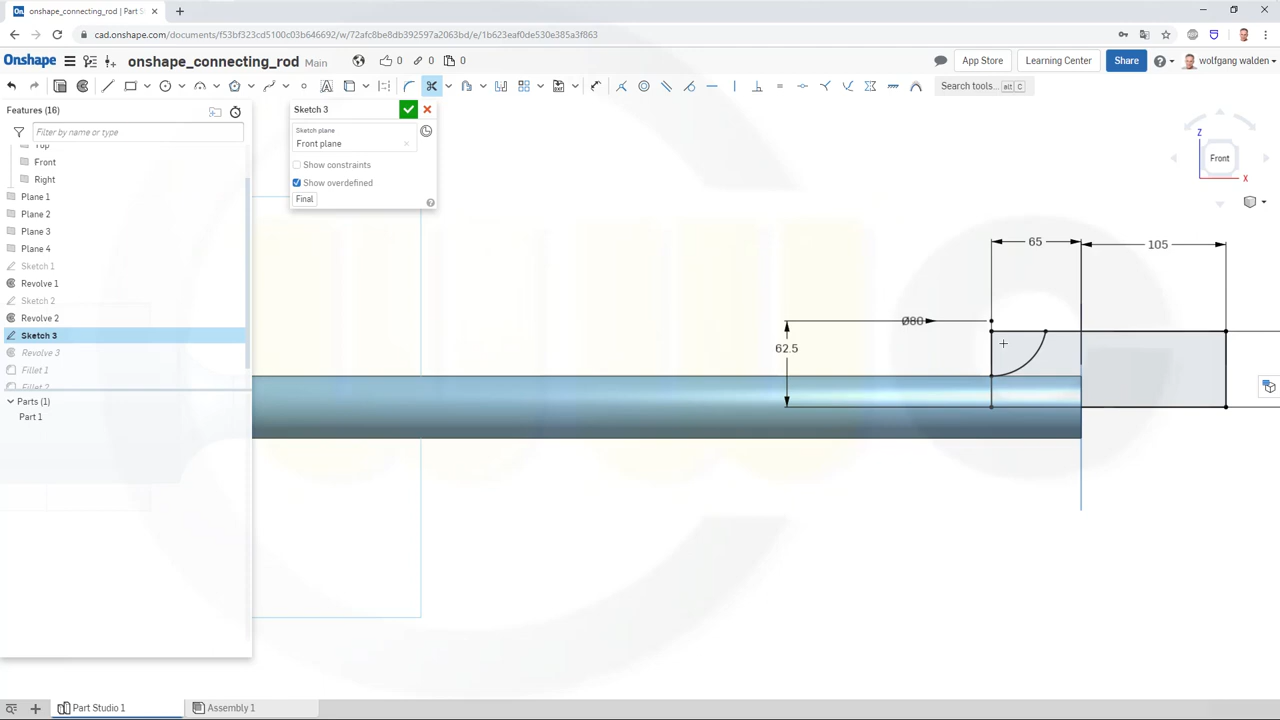 onshape_connecting_rod | Part S
cad.onshape.com/documents/f53bf323cd5100c03b646692/w/72afc8be8db392597a2063bd/e/1b623eaf0de530e385a3f863
Onshape
onshape_connecting_rod Main
0
0
0
App Store
Learning Center
Share
wolfgang walden
Search tools... alt C
Features (16)
Filter by name or type
Top
Front
Right
Plane 1
Plane 2
Plane 3
Plane 4
Sketch 1
Revolve 1
Sketch 2
Revolve 2
Sketch 3
Revolve 3
Fillet 1
Fillet 2
Parts (1)
Part 1
Sketch 3
Sketch plane
Front plane
Show constraints
Show overdefined
Final
Z
Front
X
65
105
Ø80
62.5
Part Studio 1
Assembly 1